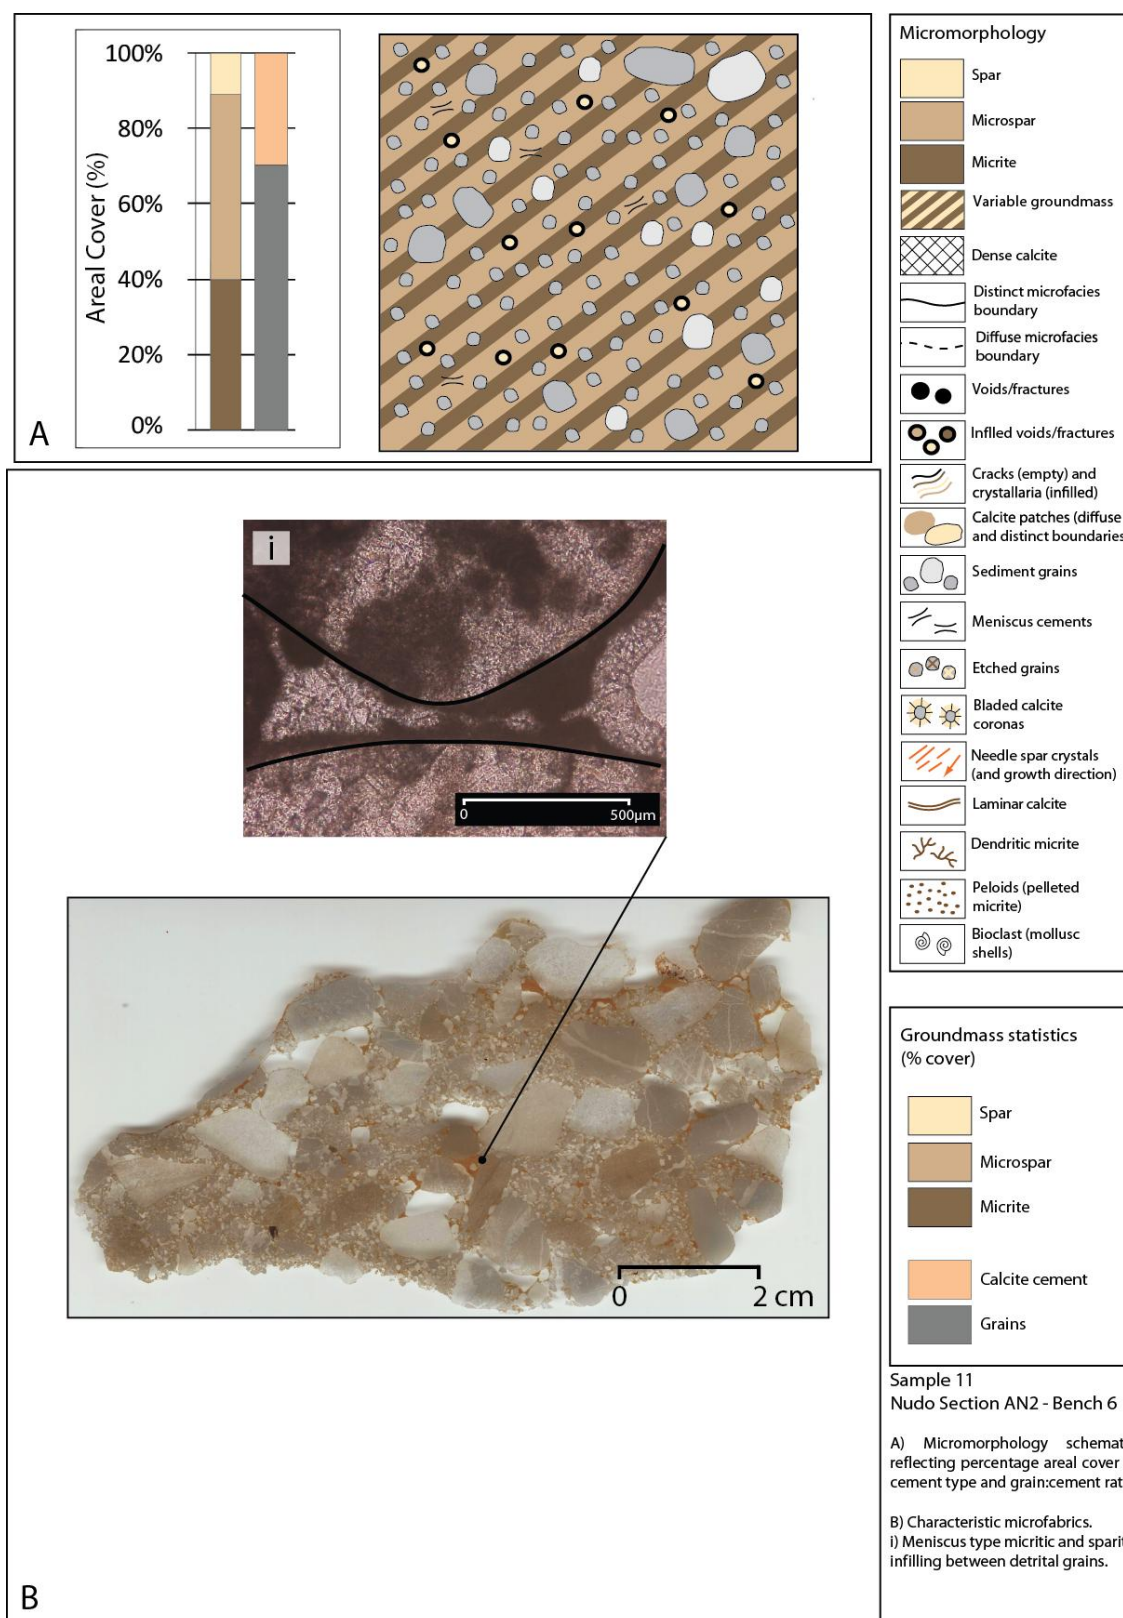 100%
80%
60%
40%
20%
0%
Areal Cover (%)
A
i
0 500µm
0 2 cm
B
Micromorphology
Spar
Microspar
Micrite
Variable groundmass
Dense calcite
Distinct microfacies
boundary
Diffuse microfacies
boundary
Voids/fractures
Inflled voids/fractures
Cracks (empty) and
crystallaria (infilled)
Calcite patches (diffuse
and distinct boundaries
Sediment grains
Meniscus cements
Etched grains
Bladed calcite
coronas
Needle spar crystals
(and growth direction)
Laminar calcite
Dendritic micrite
Peloids (pelleted
micrite)
Bioclast (mollusc
shells)
Groundmass statistics
(% cover)
Spar
Microspar
Micrite
Calcite cement
Grains
Sample 11
Nudo Section AN2 - Bench 6
A) Micromorphology schemat
reflecting percentage areal cover
cement type and grain:cement rat
B) Characteristic microfabrics.
i) Meniscus type micritic and sparit
infilling between detrital grains.